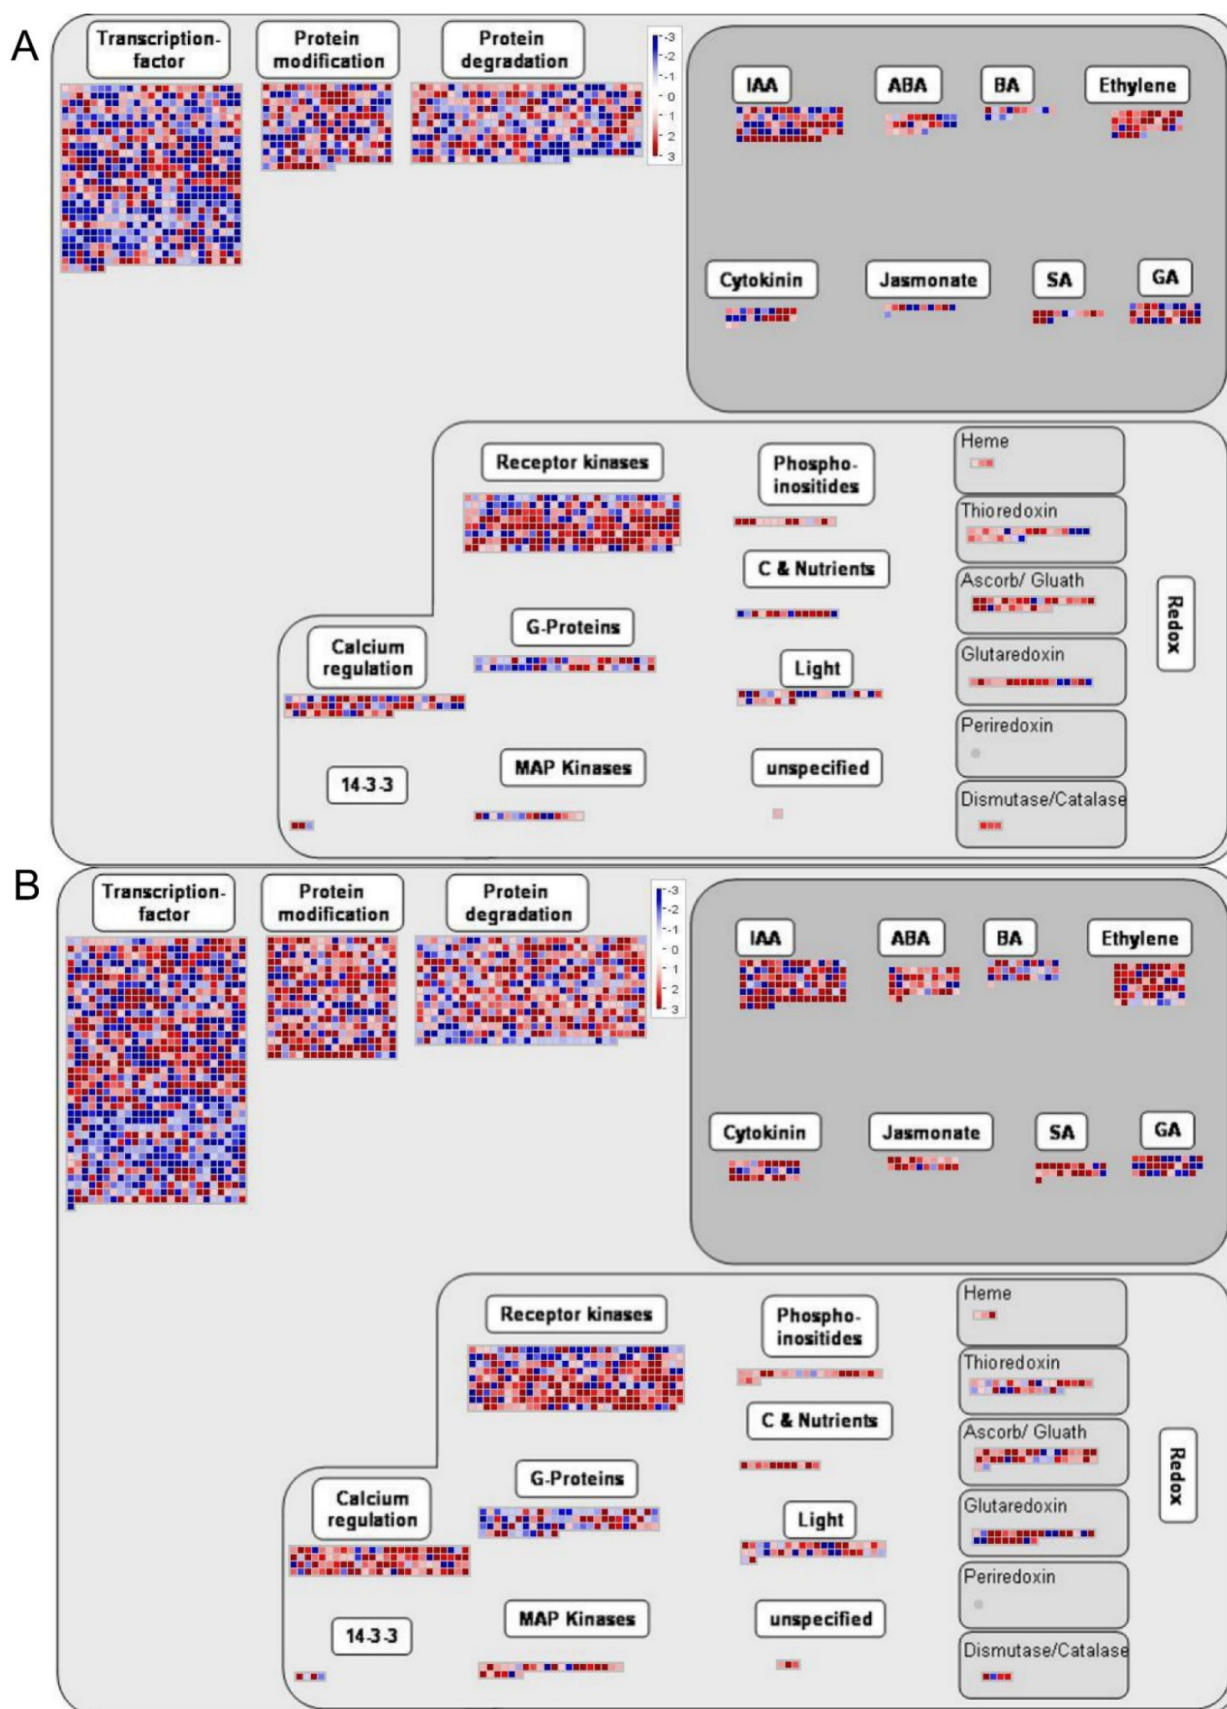 A
Transcription-
factor
Protein
modification
Protein
degradation
-3
-2
-1
0
1
2
3
IAA
ABA
BA
Ethylene
Cytokinin
Jasmonate
SA
GA
Receptor kinases
Phospho-
inositides
C & Nutrients
G-Proteins
Calcium
regulation
Light
14-3-3
MAP Kinases
unspecified
Heme
Thioredoxin
Ascorb/ Gluath
Glutaredoxin
Periredoxin
Dismutase/Catalase
Redox
B
Transcription-
factor
Protein
modification
Protein
degradation
-3
-2
-1
0
1
2
3
IAA
ABA
BA
Ethylene
Cytokinin
Jasmonate
SA
GA
Receptor kinases
Phospho-
inositides
C & Nutrients
G-Proteins
Calcium
regulation
Light
14-3-3
MAP Kinases
unspecified
Heme
Thioredoxin
Ascorb/ Gluath
Glutaredoxin
Periredoxin
Dismutase/Catalase
Redox